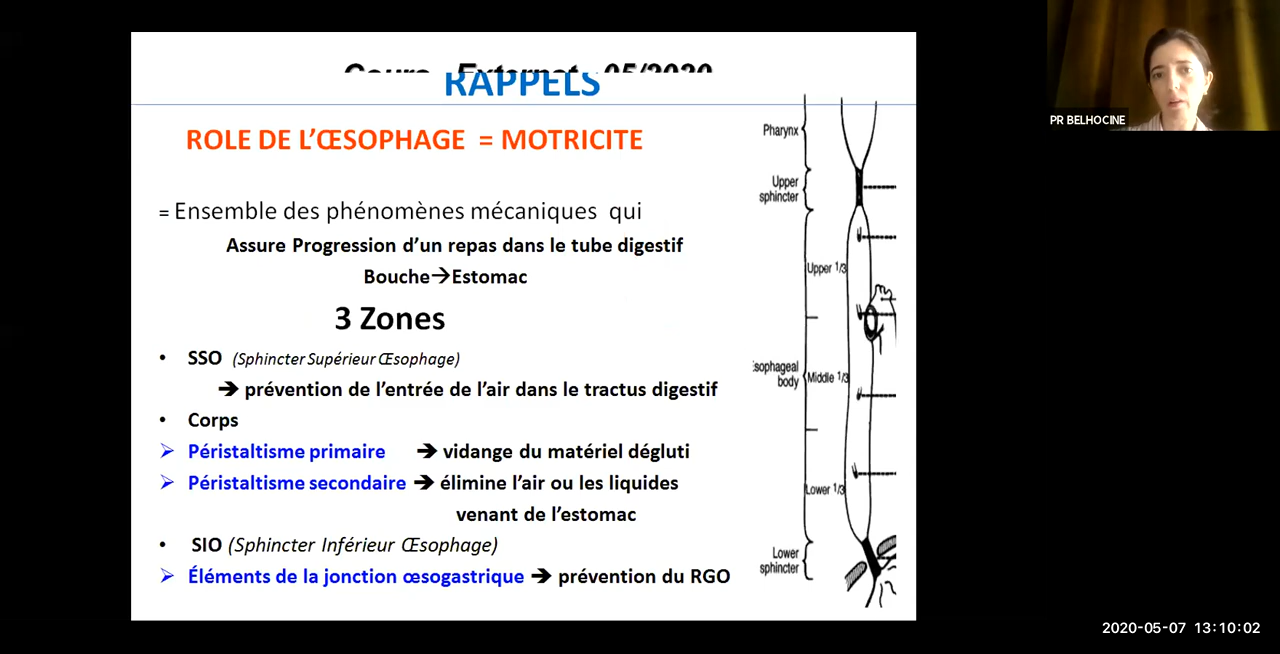 Cours Externat 05/2020
RAPPELS
ROLE DE L'ŒSOPHAGE = MOTRICITE
= Ensemble des phénomènes mécaniques qui
Assure Progression d'un repas dans le tube digestif
Bouche→Estomac
3 Zones
• SSO (Sphincter Supérieur Œsophage)
➔ prévention de l'entrée de l'air dans le tractus digestif
• Corps
➢ Péristaltisme primaire ➔ vidange du matériel dégluti
➢ Péristaltisme secondaire ➔ élimine l'air ou les liquides
venant de l'estomac
• SIO (Sphincter Inférieur Œsophage)
➢ Éléments de la jonction œsogastrique ➔ prévention du RGO
Pharynx
Upper
sphincter
Upper 1/3
sophageal
body
Middle 1/3
Lower 1/3
Lower
sphincter
PR BELHOCINE
2020-05-07 13:10:02